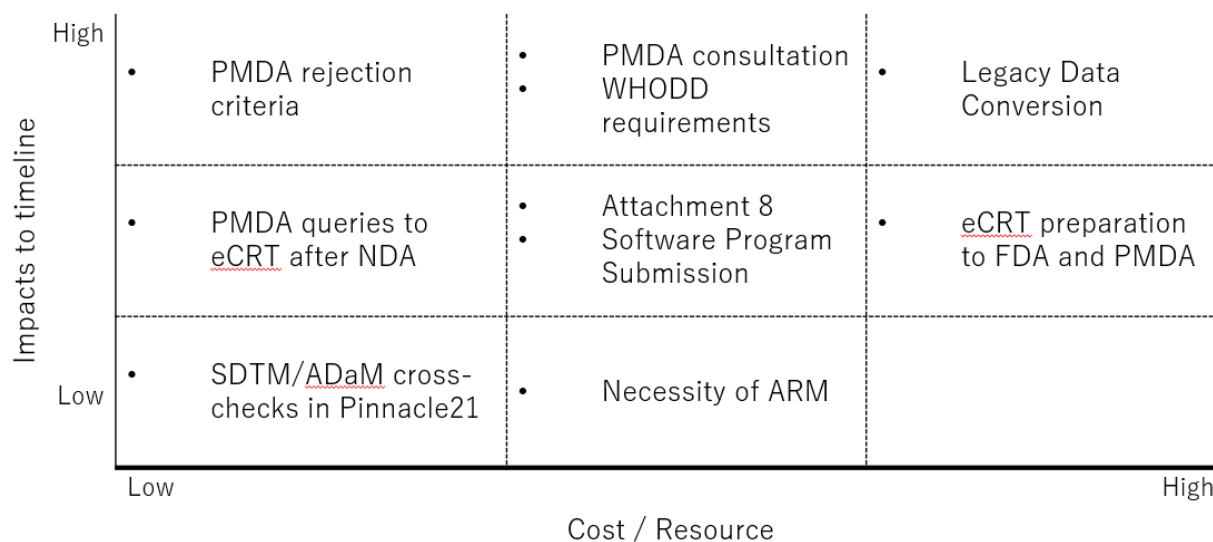 High
• PMDA rejection
criteria
• PMDA consultation
• WHODD
requirements
• Legacy Data
Conversion
Impacts to timeline
• PMDA queries to
eCRT after NDA
• Attachment 8
• Software Program
Submission
• eCRT preparation
to FDA and PMDA
Low
• SDTM/ADaM cross-
checks in Pinnacle21
• Necessity of ARM
Low
High
Cost / Resource